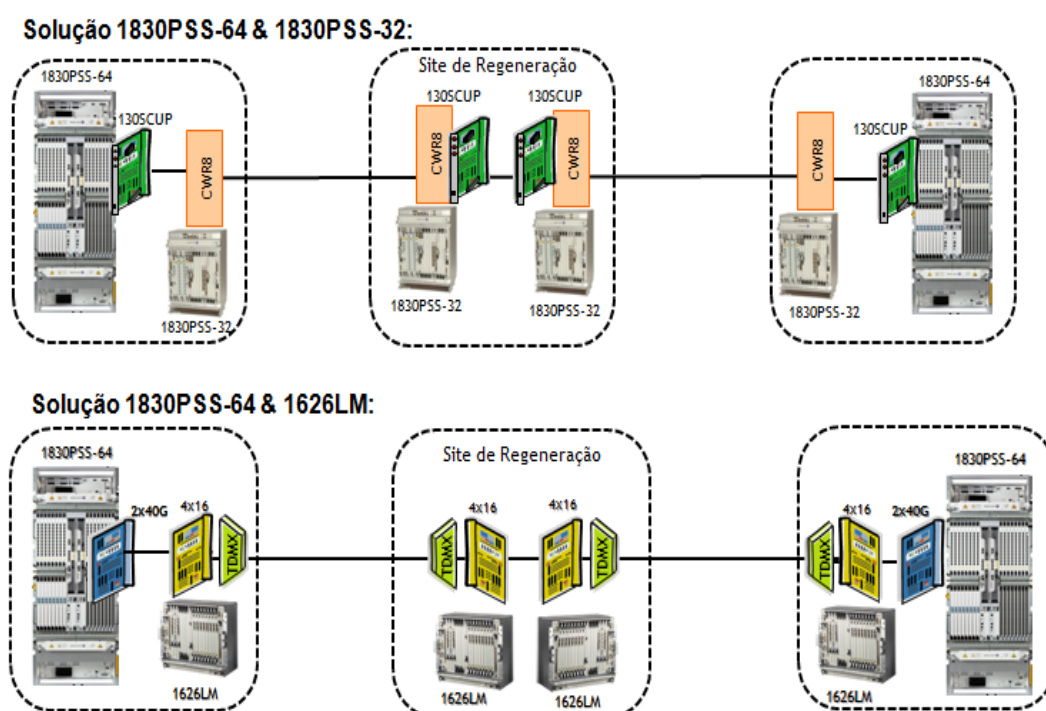 Solução 1830PSS-64 & 1830PSS-32:
1830PSS-64
130SCUP
CWR8
1830PSS-32
Site de Regeneração
130SCUP
130SCUP
CWR8
CWR8
1830PSS-32
1830PSS-32
1830PSS-64
130SCUP
CWR8
1830PSS-32
Solução 1830PSS-64 & 1626LM:
1830PSS-64
2x40G
4x16
TDMX
1626LM
Site de Regeneração
4x16
4x16
TDMX
TDMX
1626LM
1626LM
1830PSS-64
4x16
2x40G
TDMX
1626LM